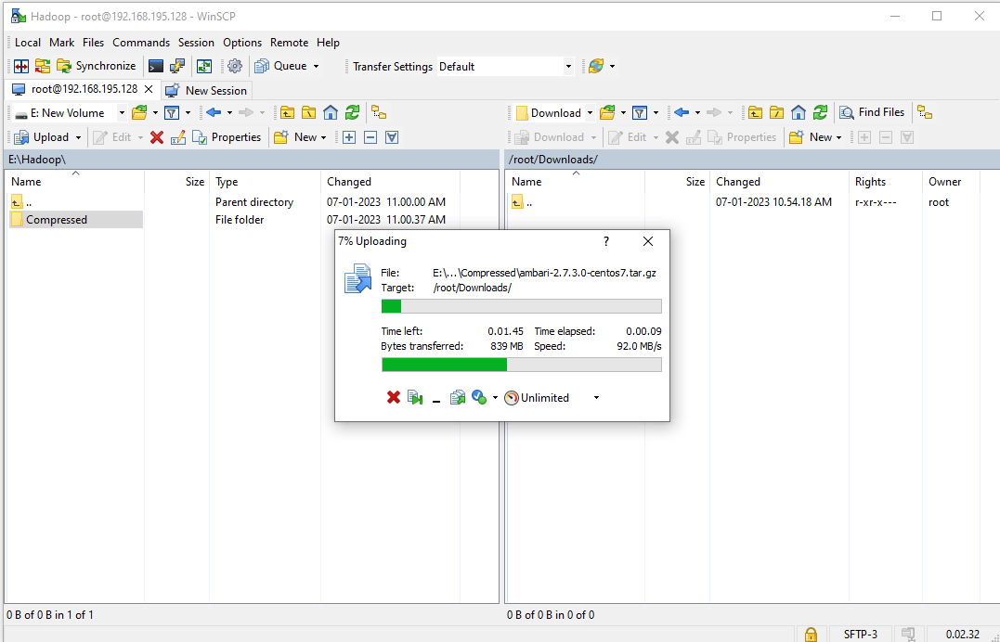 Hadoop - root@192.168.195.128 - WinSCP
Local Mark Files Commands Session Options Remote Help
Synchronize Queue Transfer Settings Default
root@192.168.195.128 New Session
E: New Volume Download Find Files
Upload Edit Properties New Download Edit Properties New
E:\Hadoop\ /root/Downloads/
Name Size Type Changed Name Size Changed Rights Owner
.. Parent directory 07-01-2023 11.00.00 AM .. 07-01-2023 10.54.18 AM r-xr-x--- root
Compressed File folder 07-01-2023 11.00.37 AM
7% Uploading ?
File: E:\...\Compressed\ambari-2.7.3.0-centos7.tar.gz
Target: /root/Downloads/
Time left: 0.01.45 Time elapsed: 0.00.09
Bytes transferred: 839 MB Speed: 92.0 MB/s
Unlimited
0 B of 0 B in 1 of 1 0 B of 0 B in 0 of 0
SFTP-3 0.02.32